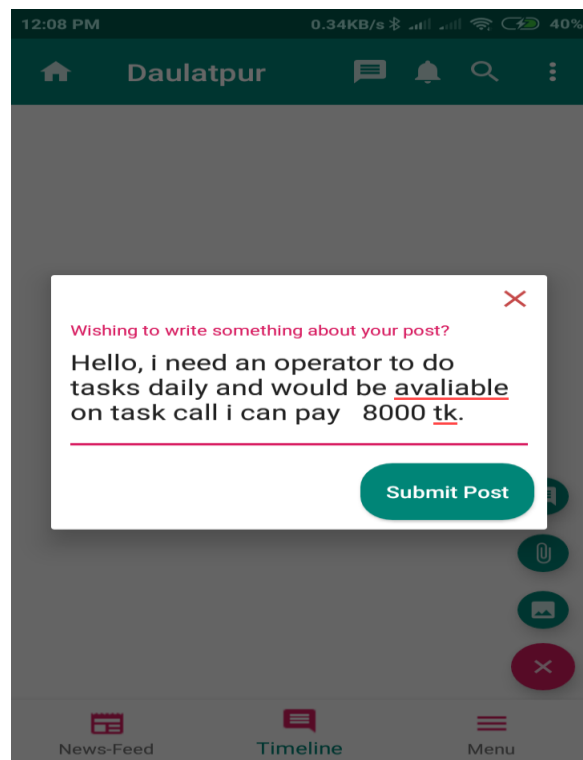 12:08 PM 0.34KB/s 40%
Daulatpur
Wishing to write something about your post?
Hello, i need an operator to do
tasks daily and would be avaliable
on task call i can pay 8000 tk.
Submit Post
News-Feed Timeline Menu